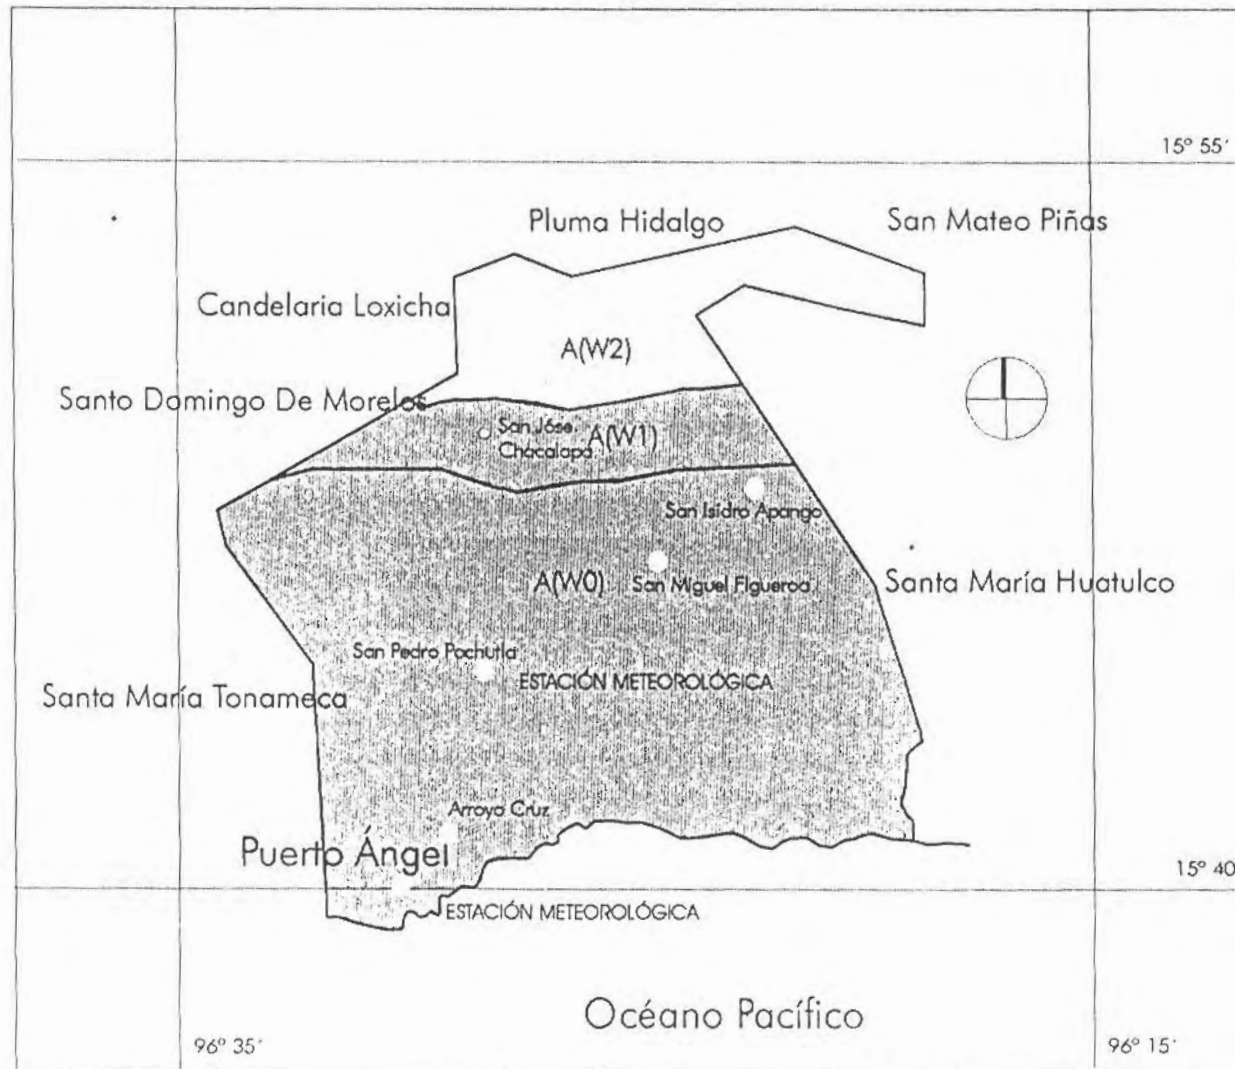 15° 55´
Pluma Hidalgo
San Mateo Piñas
Candelaria Loxicha
A(W2)
Santo Domingo De Morelos
San Jóse.
Chacalapa
A(W1)
San Isidro Apango
A(W0)
San Miguel Figueroa
Santa María Huatulco
San Pedro Pochutla
ESTACIÓN METEOROLÓGICA
Santa María Tonameca
Arroyo Cruz
Puerto Ángel
15° 40´
ESTACIÓN METEOROLÓGICA
Océano Pacífico
96° 35´
96° 15´